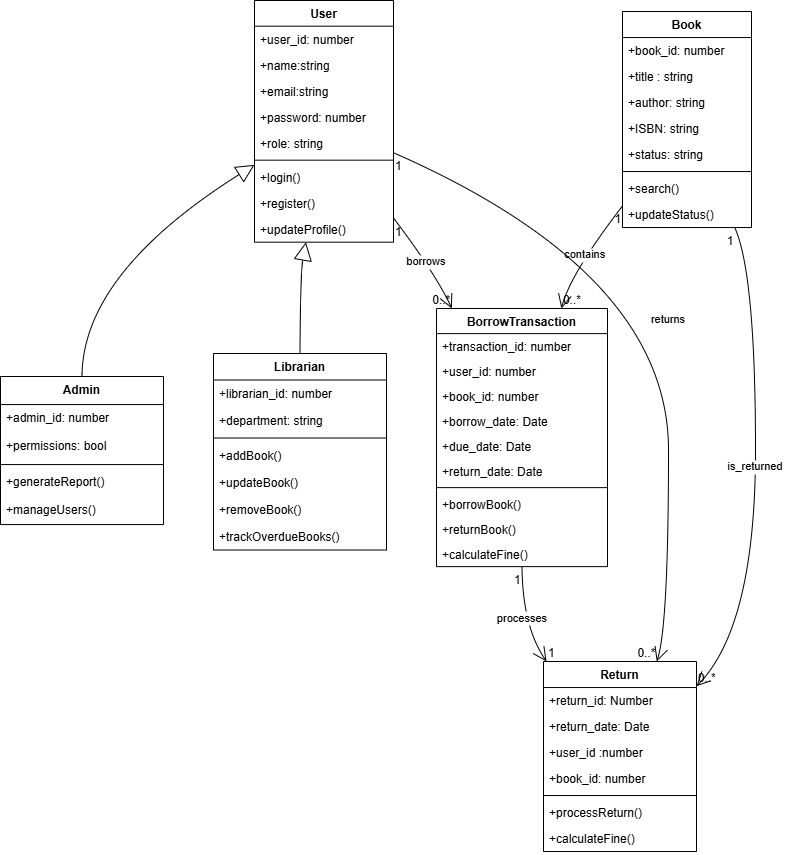 User
+user_id: number
+name:string
+email:string
+password: number
+role: string
+login()
+register()
+updateProfile()
Book
+book_id: number
+title : string
+author: string
+ISBN: string
+status: string
+search()
+updateStatus()
1
1
1
1
borrows
contains
0..*
0..*
returns
is_returned
Admin
+admin_id: number
+permissions: bool
+generateReport()
+manageUsers()
Librarian
+librarian_id: number
+department: string
+addBook()
+updateBook()
+removeBook()
+trackOverdueBooks()
BorrowTransaction
+transaction_id: number
+user_id: number
+book_id: number
+borrow_date: Date
+due_date: Date
+return_date: Date
+borrowBook()
+returnBook()
+calculateFine()
1
processes
1
0..*
0..*
Return
+return_id: Number
+return_date: Date
+user_id :number
+book_id: number
+processReturn()
+calculateFine()